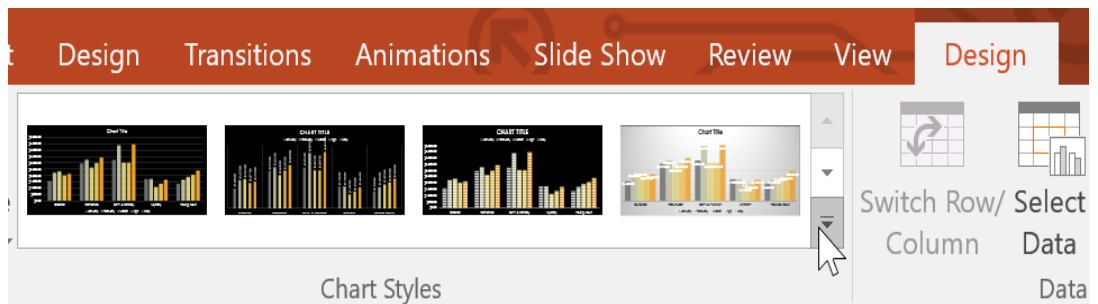 t Design Transitions Animations Slide Show Review View Design
Chart Title
CHART TITLE
CHART TITLE
Chart Title
Switch Row/ Select
Column Data
Chart Styles
Data